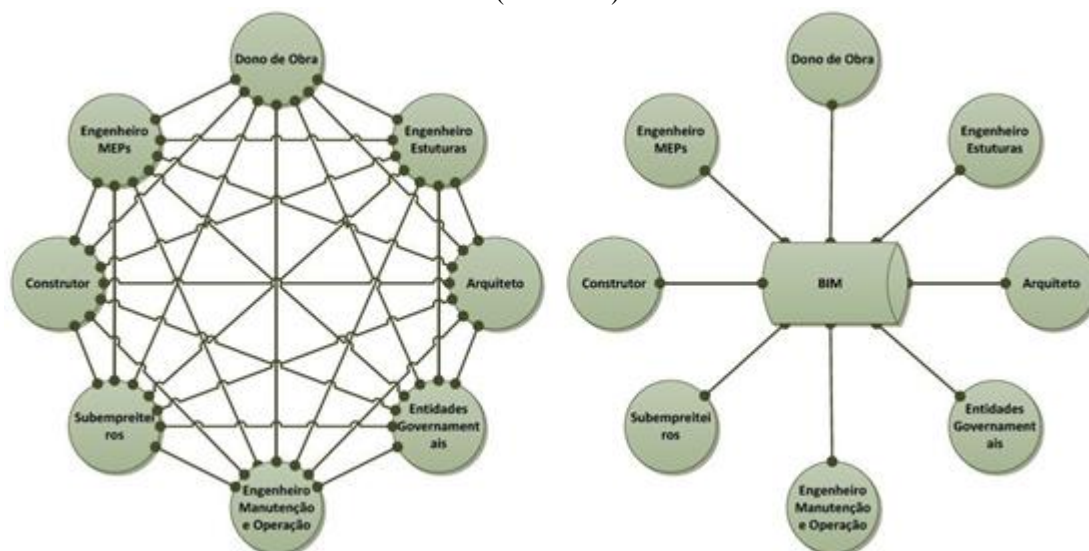 Dono de Obra
Engenheiro
MEPs
Engenheiro
Estuturas
Construtor
Arquiteto
Subempreitei
ros
Entidades
Governament
ais
Engenheiro
Manutenção
e Operação
Dono de Obra
Engenheiro
MEPs
Engenheiro
Estuturas
Construtor
BIM
Arquiteto
Subempreitei
ros
Entidades
Governament
ais
Engenheiro
Manutenção
e Operação